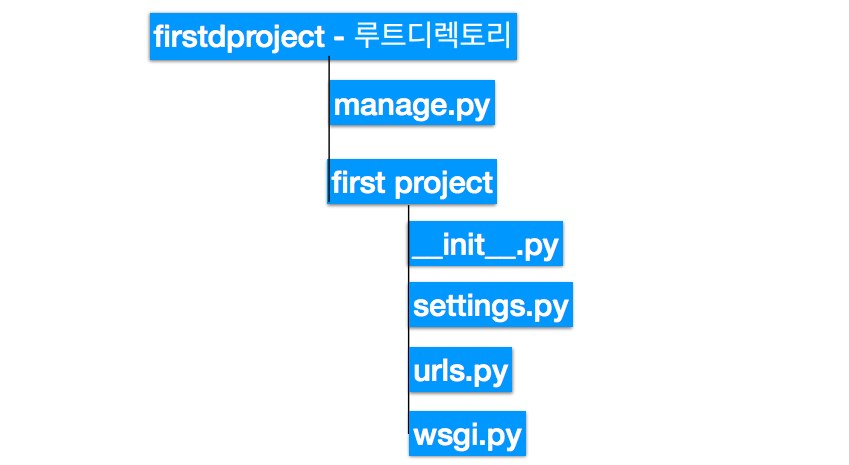 firstdproject - 루트디렉토리
manage.py
first project
__init__.py
settings.py
urls.py
wsgi.py